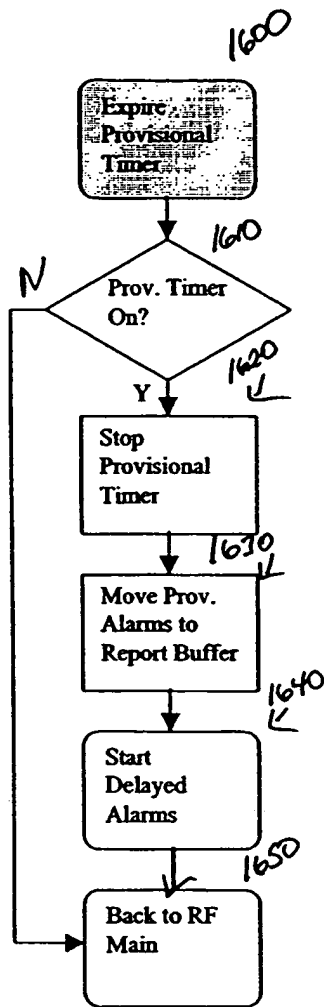 1600
Expire
Provisional
Timer
1610
N
Prov. Timer
On?
1620
Y
Stop
Provisional
Timer
1630
Move Prov.
Alarms to
Report Buffer
1640
Start
Delayed
Alarms
1650
Back to RF
Main